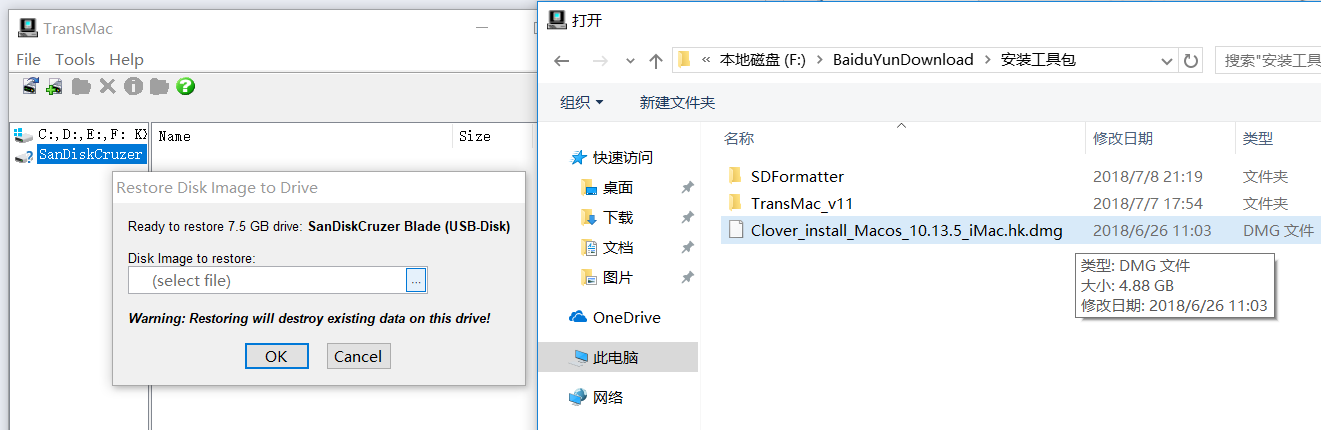 TransMac
File Tools Help
C:,D:,E:,F: KX
SanDiskCruzer
Name Size
Restore Disk Image to Drive
Ready to restore 7.5 GB drive: SanDiskCruzer Blade (USB-Disk)
Disk Image to restore:
(select file)
...
Warning: Restoring will destroy existing data on this drive!
OK Cancel
打开
« 本地磁盘 (F:) > BaiduYunDownload > 安装工具包
搜索"安装工具
组织 新建文件夹
快速访问
桌面
下载
文档
图片
OneDrive
此电脑
网络
名称 修改日期 类型
SDFormatter 2018/7/8 21:19 文件夹
TransMac_v11 2018/7/7 17:54 文件夹
Clover_install_Macos_10.13.5_iMac.hk.dmg 2018/6/26 11:03 DMG 文件
类型: DMG 文件
大小: 4.88 GB
修改日期: 2018/6/26 11:03